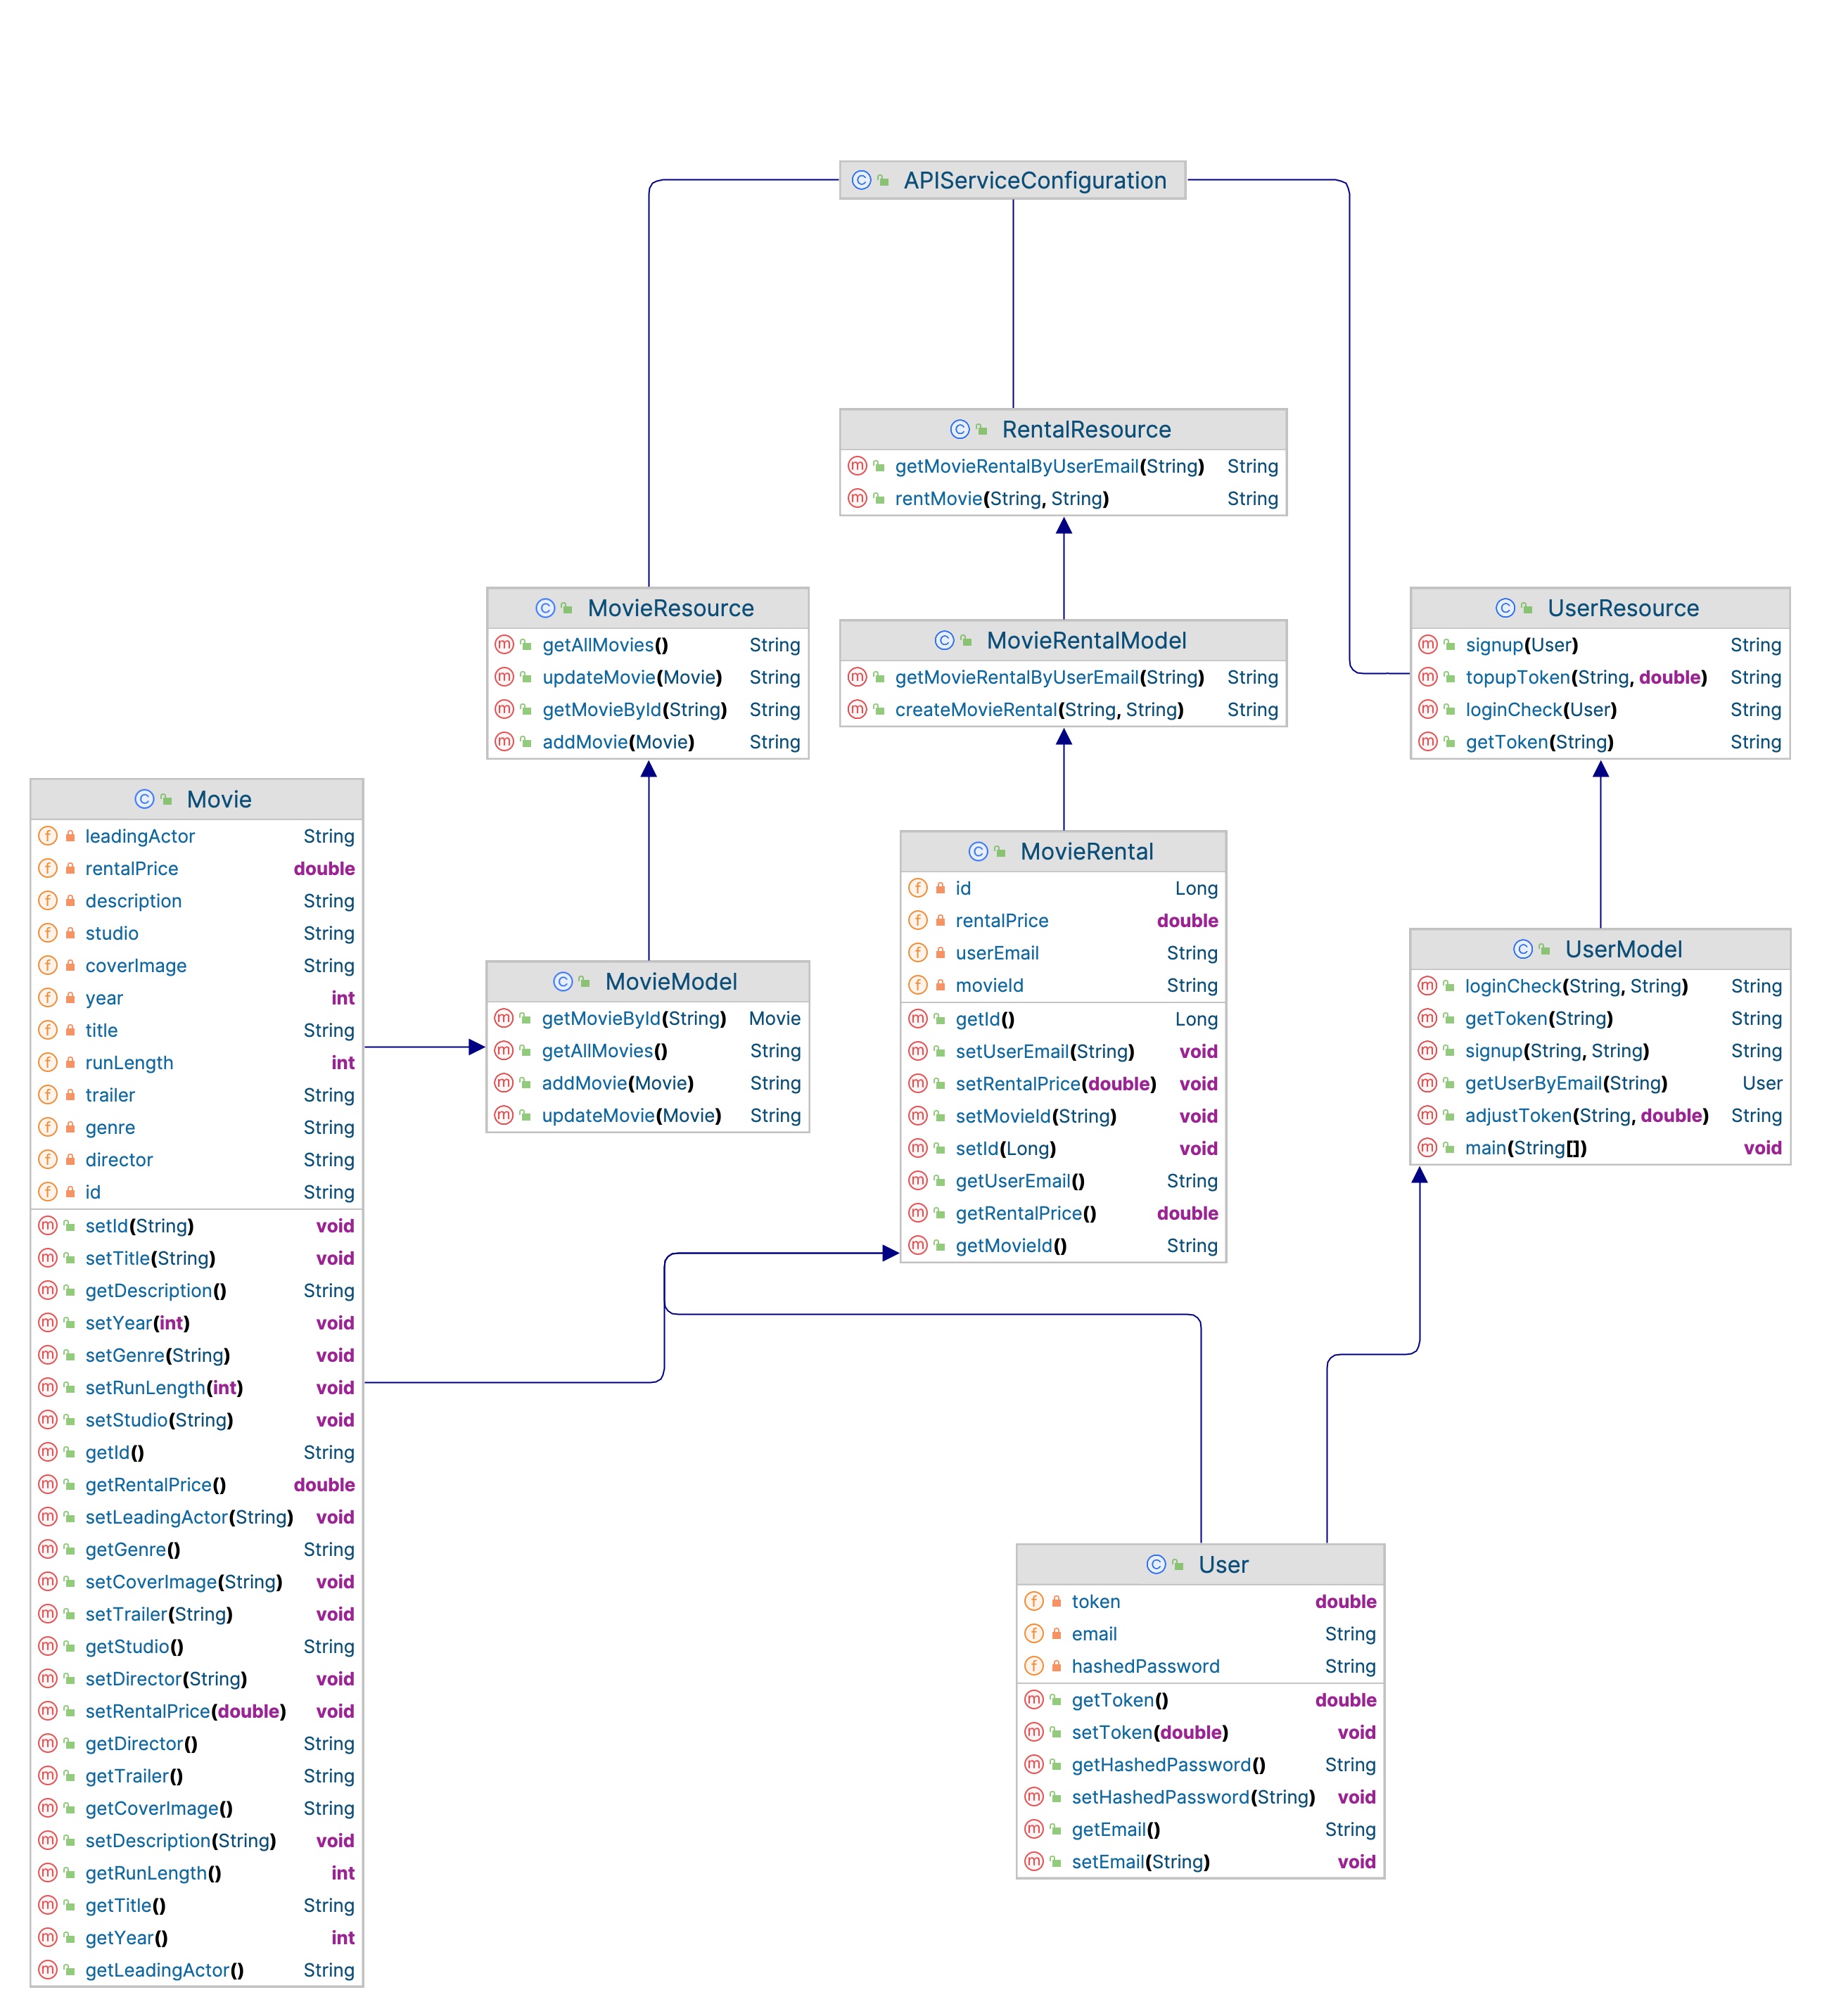 APIServiceConfiguration
RentalResource
getMovieRentalByUserEmail(String) String
rentMovie(String, String) String
MovieResource
getAllMovies() String
updateMovie(Movie) String
getMovieById(String) String
addMovie(Movie) String
MovieRentalModel
getMovieRentalByUserEmail(String) String
createMovieRental(String, String) String
UserResource
signup(User) String
topupToken(String, double) String
loginCheck(User) String
getToken(String) String
Movie
leadingActor String
rentalPrice double
description String
studio String
coverImage String
year int
title String
runLength int
trailer String
genre String
director String
id String
setId(String) void
setTitle(String) void
getDescription() String
setYear(int) void
setGenre(String) void
setRunLength(int) void
setStudio(String) void
getId() String
getRentalPrice() double
setLeadingActor(String) void
getGenre() String
setCoverImage(String) void
setTrailer(String) void
getStudio() String
setDirector(String) void
setRentalPrice(double) void
getDirector() String
getTrailer() String
getCoverImage() String
setDescription(String) void
getRunLength() int
getTitle() String
getYear() int
getLeadingActor() String
MovieModel
getMovieById(String) Movie
getAllMovies() String
addMovie(Movie) String
updateMovie(Movie) String
MovieRental
id Long
rentalPrice double
userEmail String
movieId String
getId() Long
setUserEmail(String) void
setRentalPrice(double) void
setMovieId(String) void
setId(Long) void
getUserEmail() String
getRentalPrice() double
getMovieId() String
UserModel
loginCheck(String, String) String
getToken(String) String
signup(String, String) String
getUserByEmail(String) User
adjustToken(String, double) String
main(String[]) void
User
token double
email String
hashedPassword String
getToken() double
setToken(double) void
getHashedPassword() String
setHashedPassword(String) void
getEmail() String
setEmail(String) void